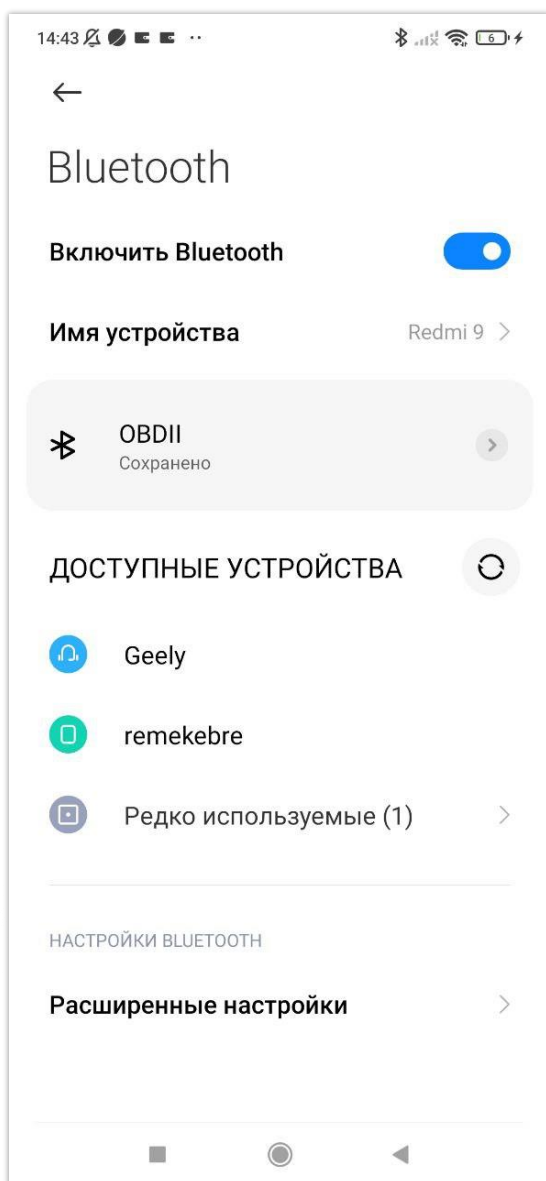 14:43
6
Bluetooth
Включить Bluetooth
Имя устройства Redmi 9
OBDII
Сохранено
ДОСТУПНЫЕ УСТРОЙСТВА
Geely
remekebre
Редко используемые (1)
НАСТРОЙКИ BLUETOOTH
Расширенные настройки